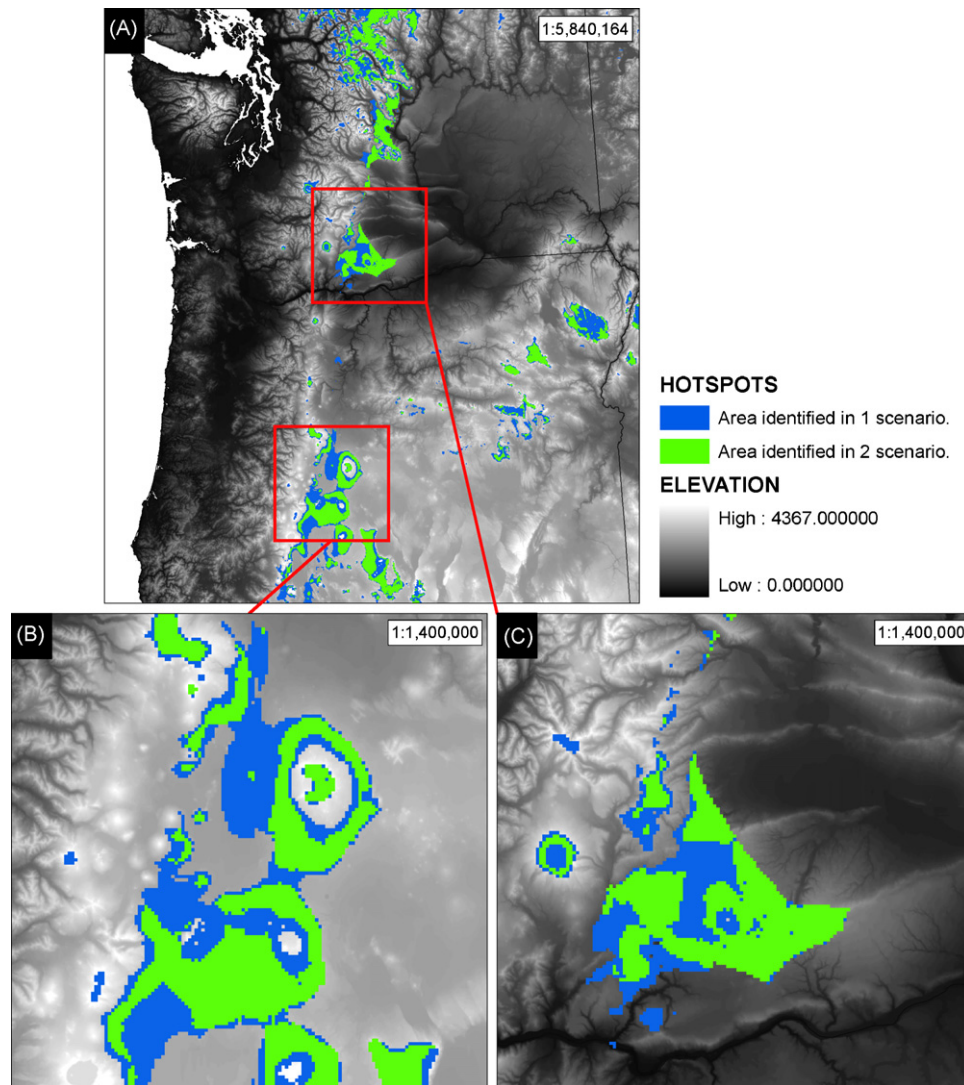 (A)
1:5,840,164
HOTSPOTS
Area identified in 1 scenario.
Area identified in 2 scenario.
ELEVATION
High : 4367.000000
Low : 0.000000
(B)
1:1,400,000
(C)
1:1,400,000